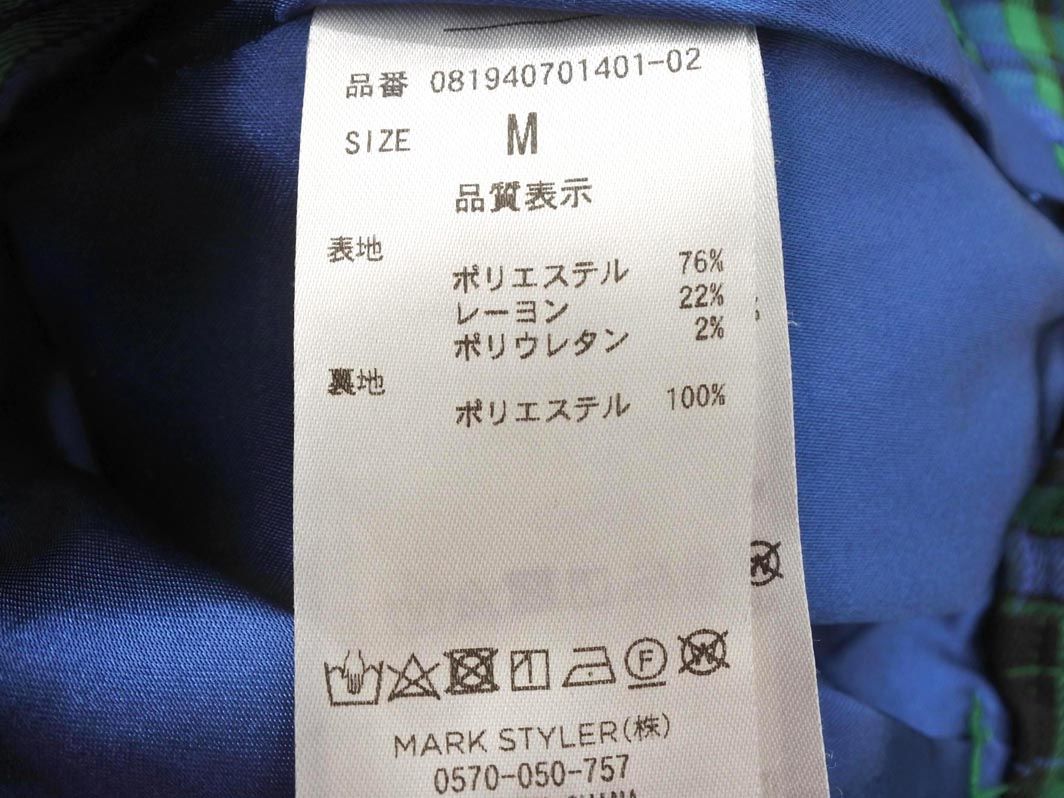 品番 081940701401-02
SIZE M
品質表示
表地
ポリエステル 76%
レーヨン 22%
ポリウレタン 2%
裏地
ポリエステル 100%
F W
MARK STYLER(株)
0570-050-757